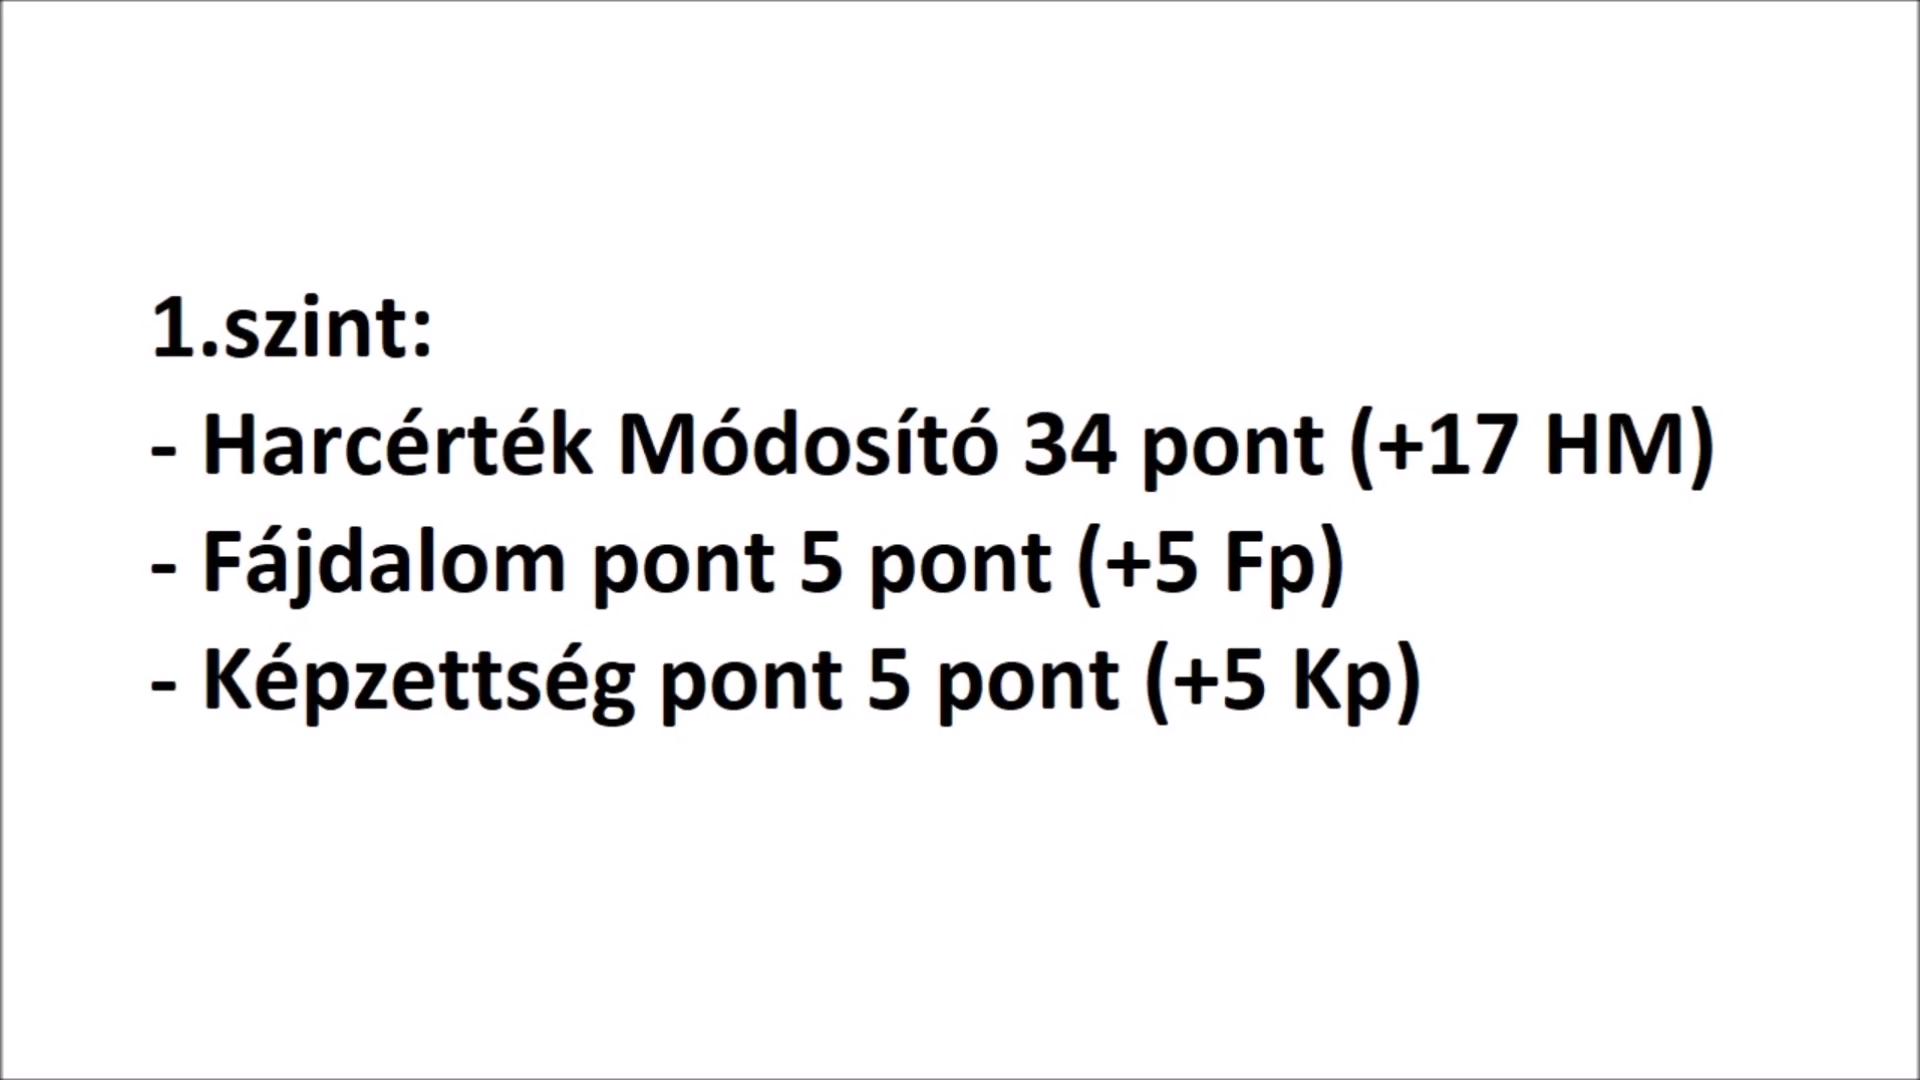 1.szint:
- Harcérték Módosító 34 pont (+17 HM)
- Fájdalom pont 5 pont (+5 Fp)
- Képzettség pont 5 pont (+5 Kp)